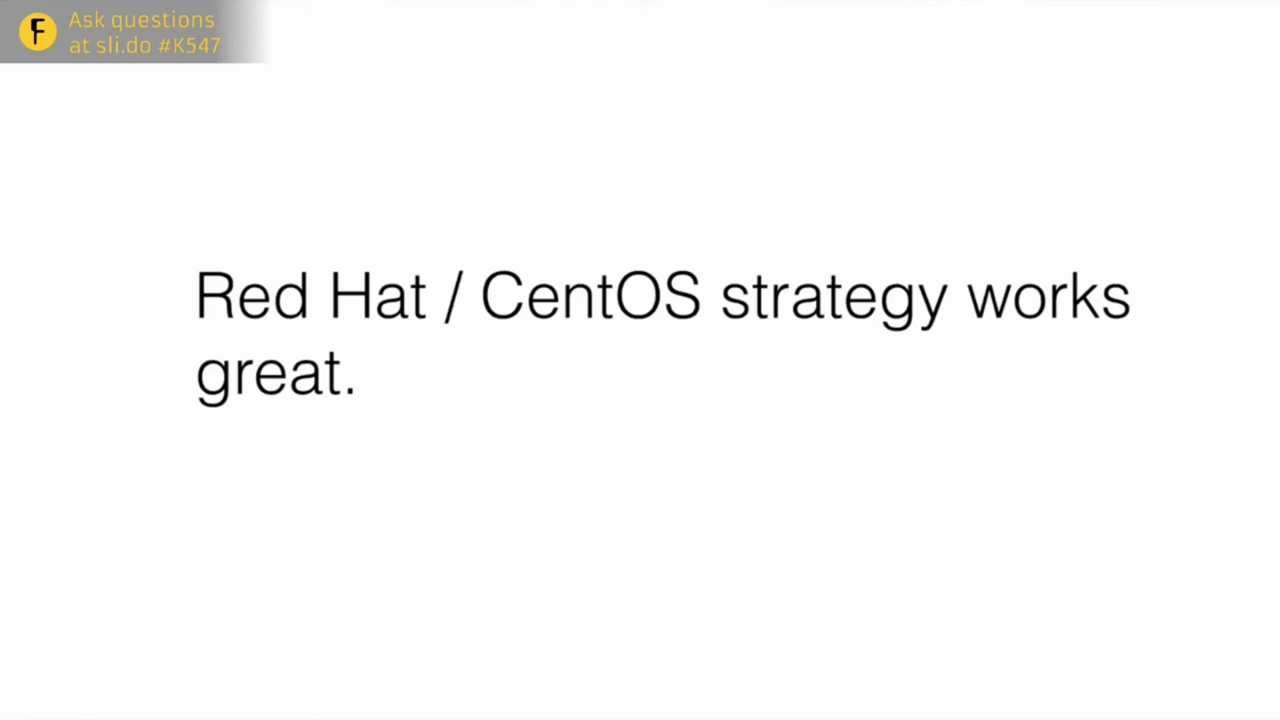 Ask questions
at sli.do #K547
Red Hat / CentOS strategy works
great.